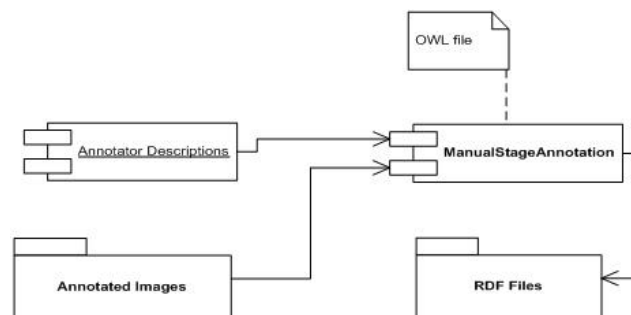 OWL file
Annotator Descriptions
ManualStageAnnotation
Annotated Images
RDF Files